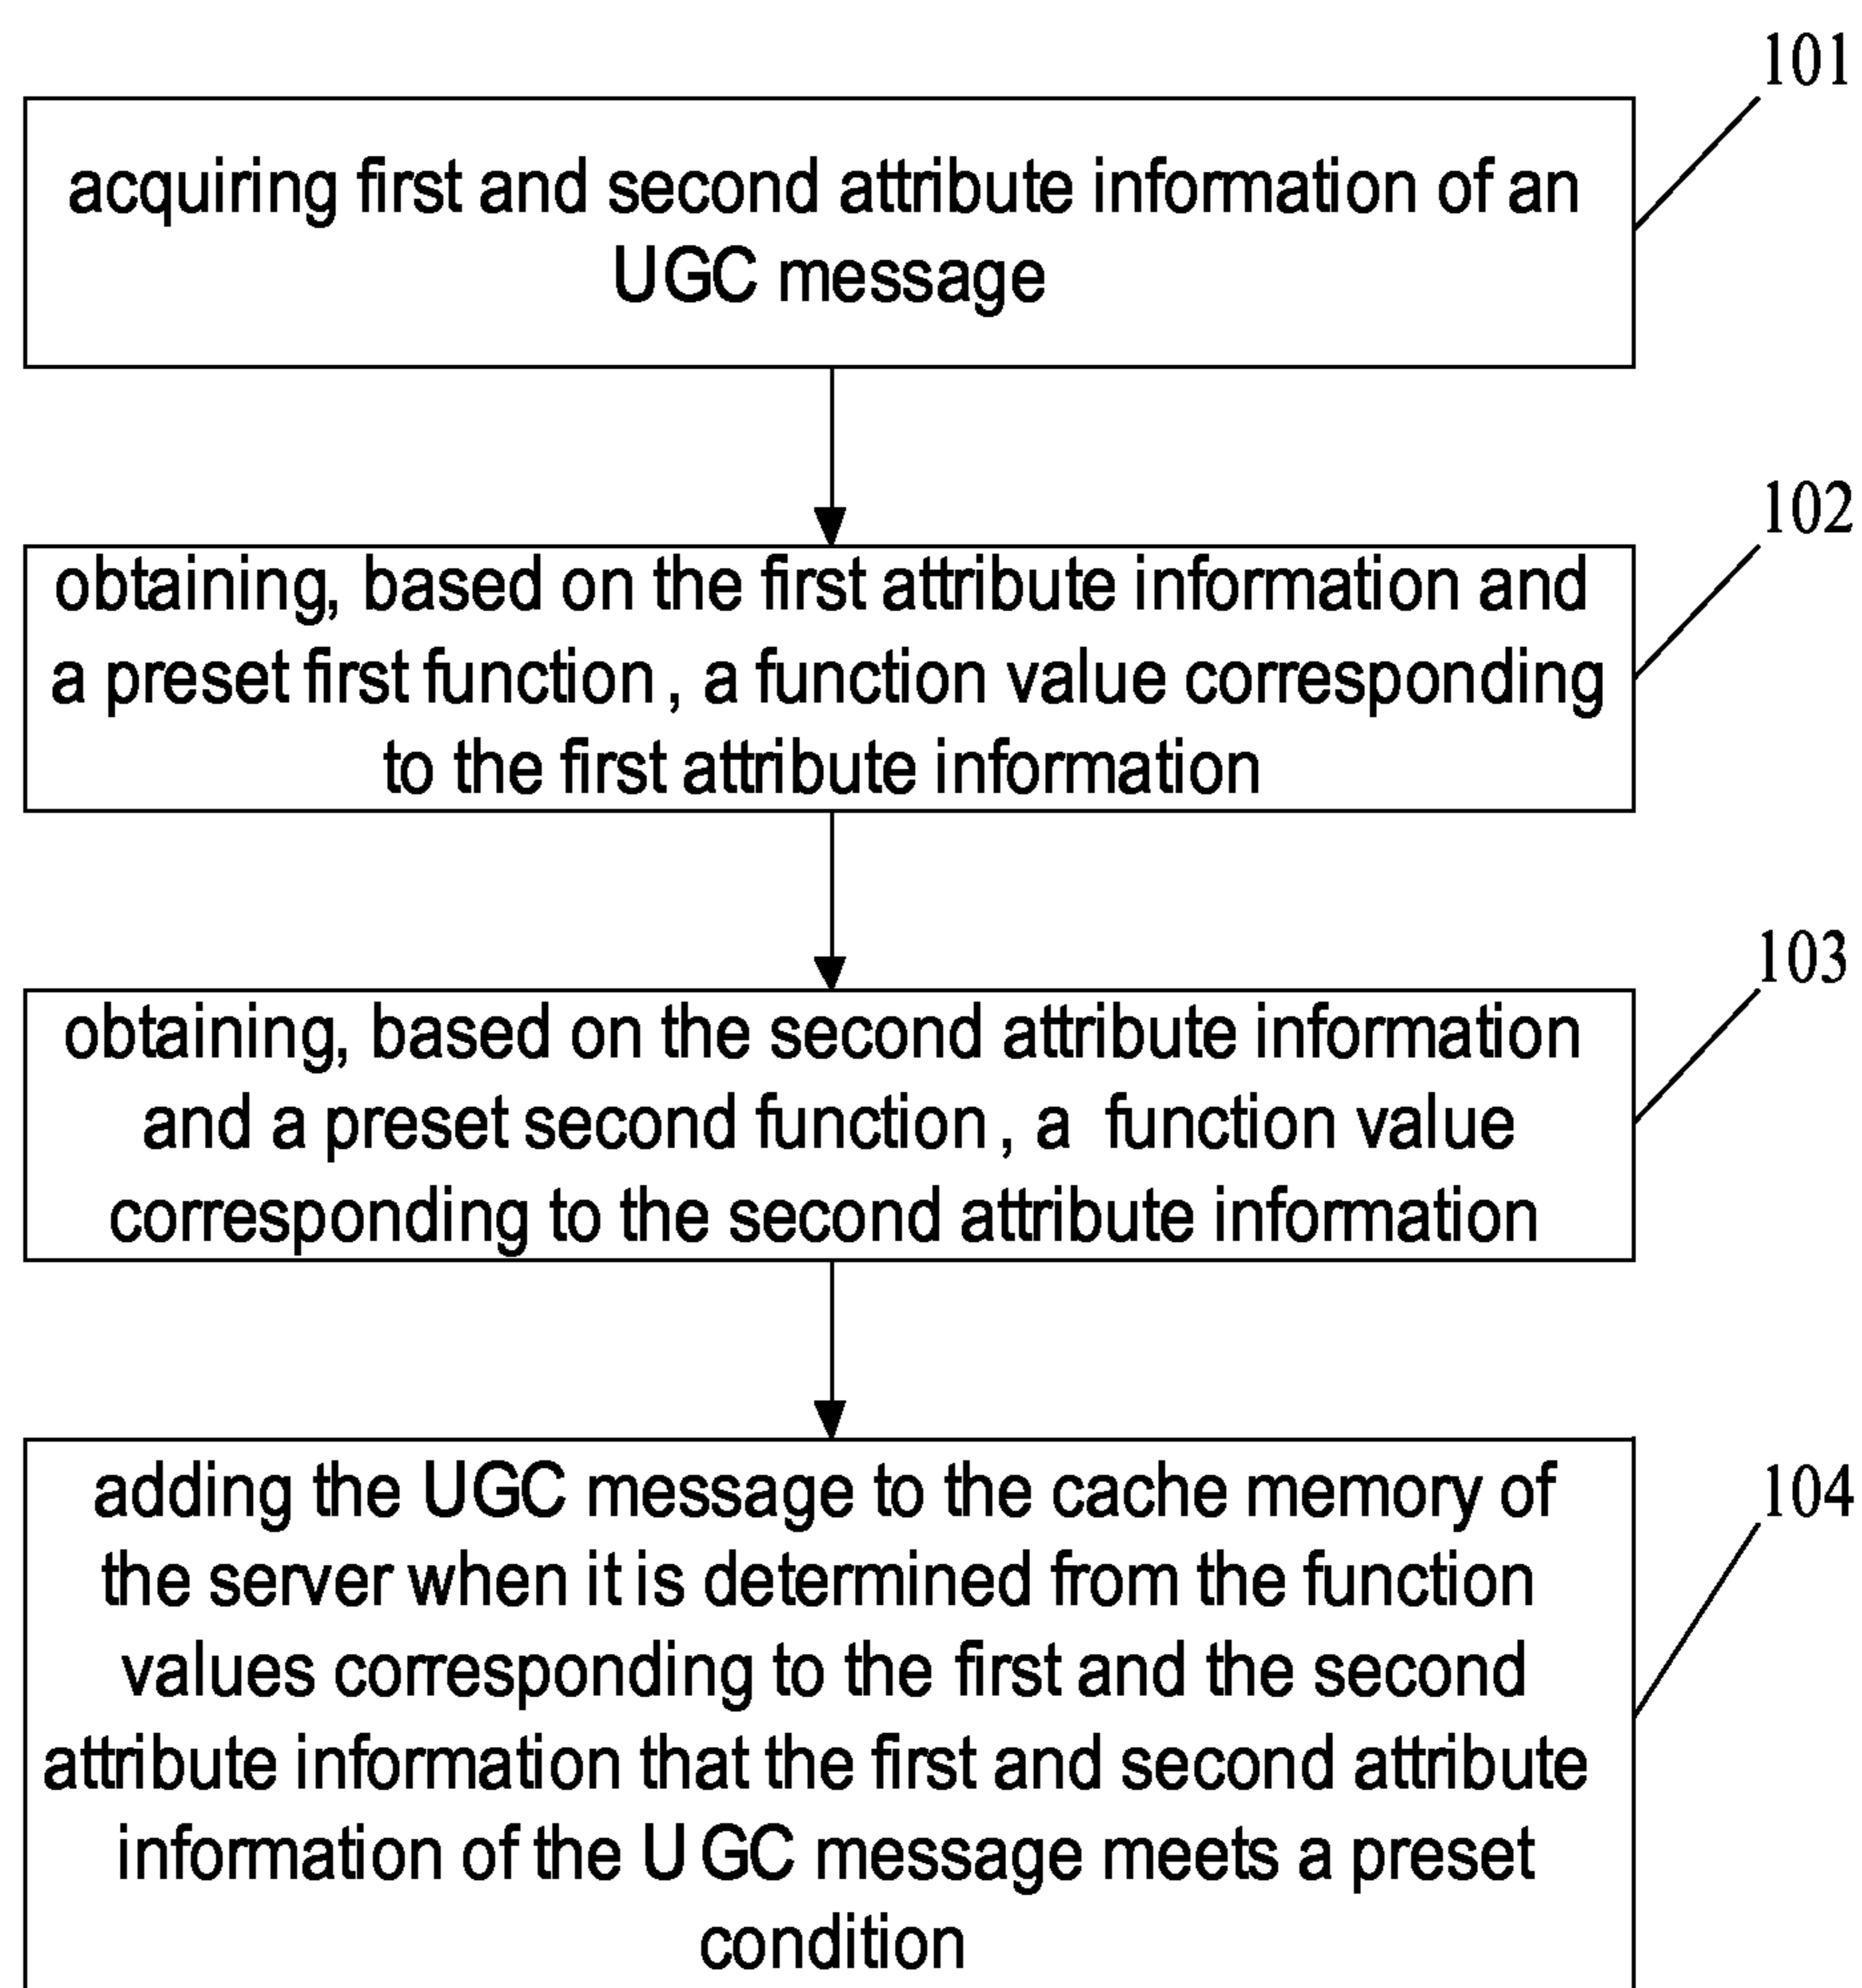 101
acquiring first and second attribute information of an
UGC message
102
obtaining, based on the first attribute information and
a preset first function, a function value corresponding
to the first attribute information
103
obtaining, based on the second attribute information
and a preset second function, a function value
corresponding to the second attribute information
104
adding the UGC message to the cache memory of
the server when it is determined from the function
values corresponding to the first and the second
attribute information that the first and second attribute
information of the UGC message meets a preset
condition